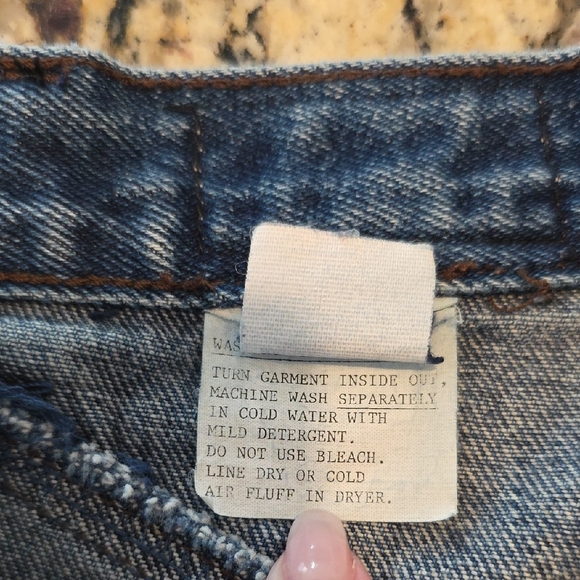 WAS
TURN GARMENT INSIDE OUT,
MACHINE WASH SEPARATELY
IN COLD WATER WITH
MILD DETERGENT.
DO NOT USE BLEACH.
LINE DRY OR COLD
AIR FLUFF IN DRYER.